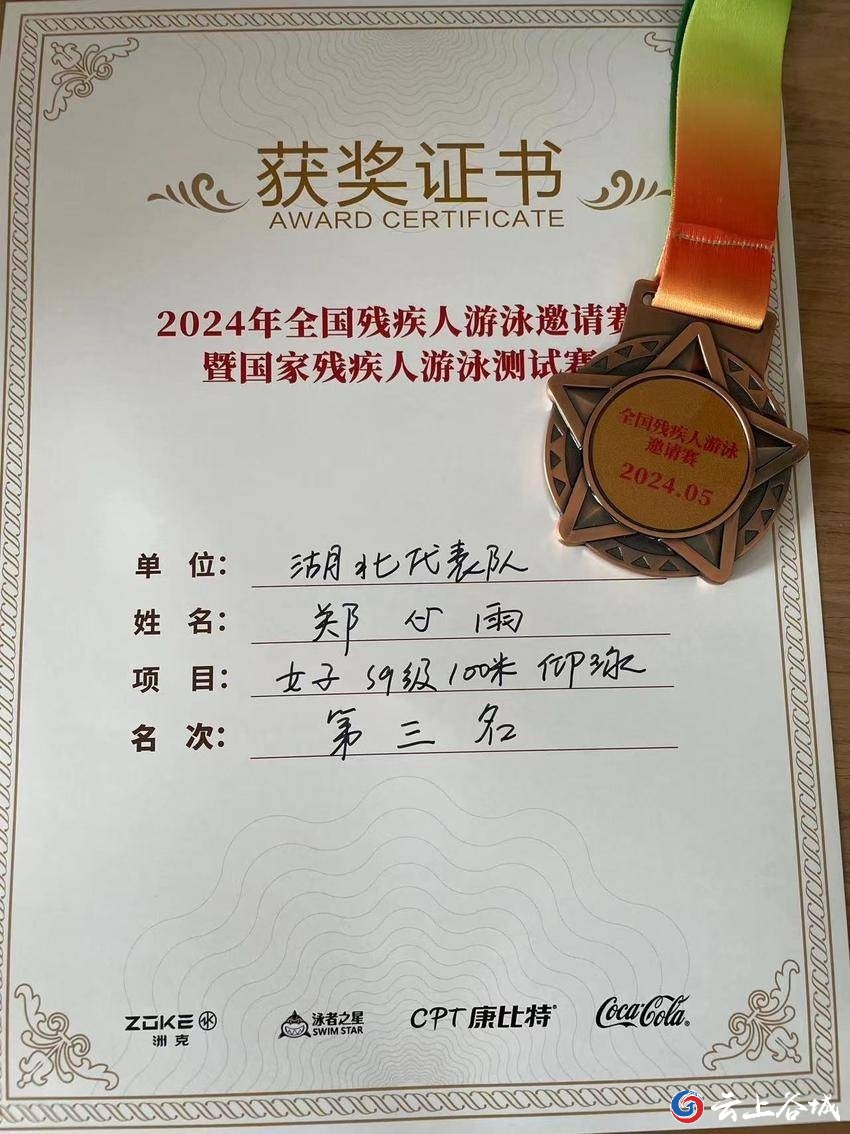 获奖证书
AWARD CERTIFICATE
2024年全国残疾人游泳邀请赛
暨国家残疾人游泳测试赛
全国残疾人游泳
邀请赛
2024.05
单 位： 湖北代表队
姓 名： 郑 心 雨
项 目： 女子 S9级 100米 仰泳
名 次： 第 三 名
ZOKE
洲克
泳者之星
SWIM STAR
CPT康比特®
Coca-Cola®
云上谷城